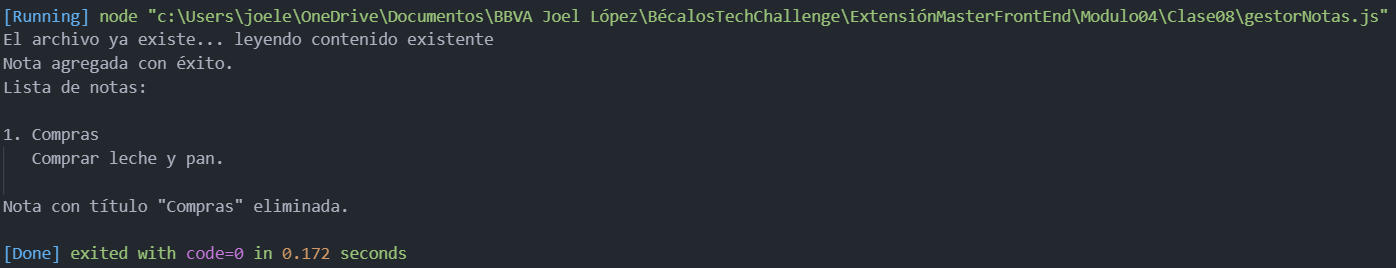 [Running] node "c:\Users\joele\OneDrive\Documentos\BBVA Joel López\BécalosTechChallenge\ExtensiónMasterFrontEnd\Modulo04\Clase08\gestorNotas.js"
El archivo ya existe... leyendo contenido existente
Nota agregada con éxito.
Lista de notas:
1. Compras
Comprar leche y pan.
Nota con título "Compras" eliminada.
[Done] exited with code=0 in 0.172 seconds